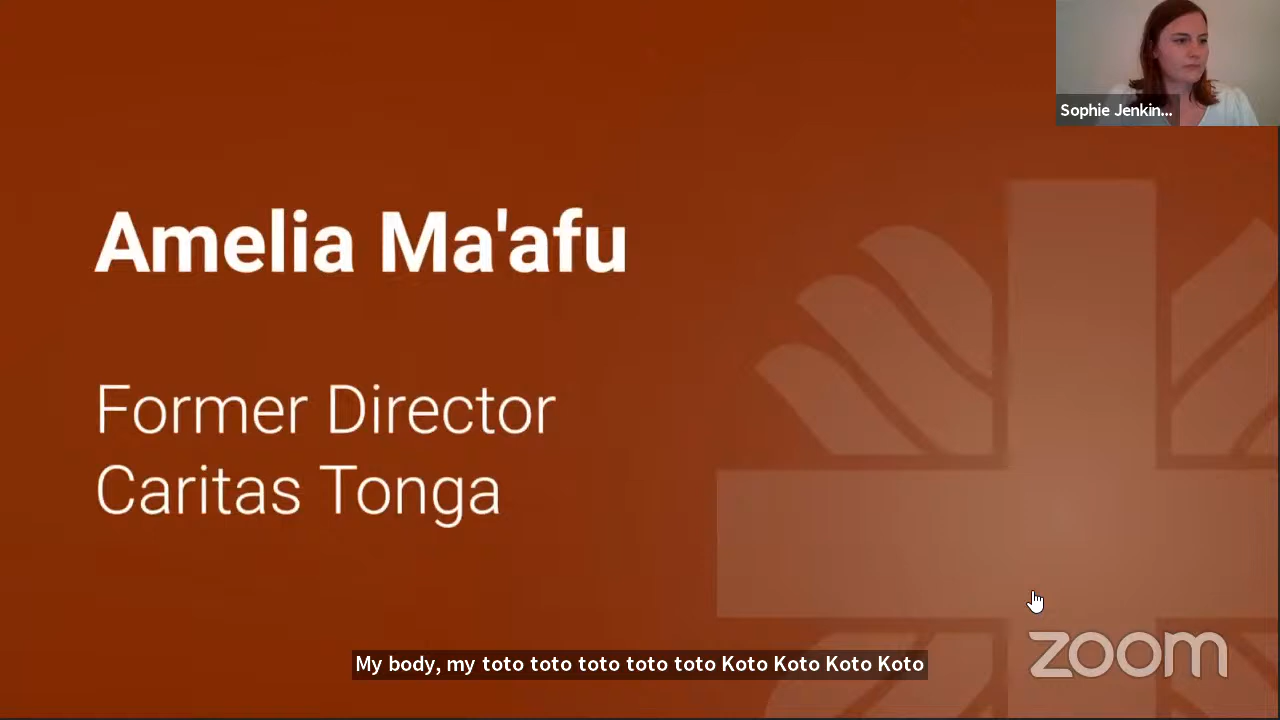 Sophie Jenkin...
Amelia Ma'afu
Former Director
Caritas Tonga
My body, my toto toto toto toto toto Koto Koto Koto Koto
zoom